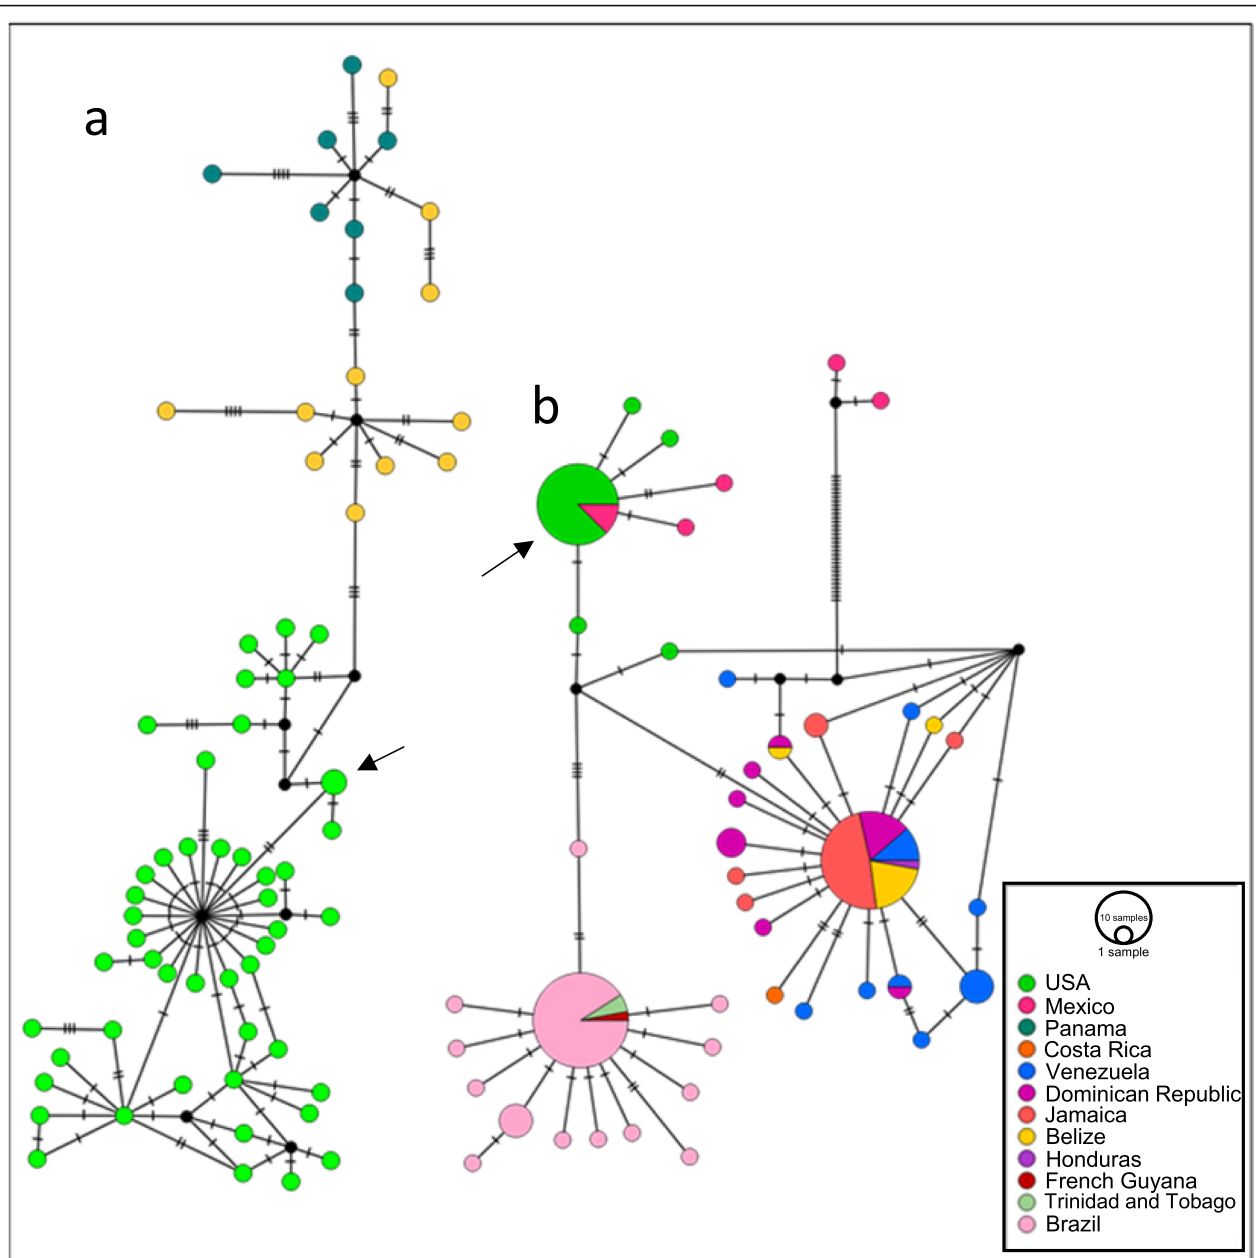 a
b
10 samples
1 sample
USA
Mexico
Panama
Costa Rica
Venezuela
Dominican Republic
Jamaica
Belize
Honduras
French Guyana
Trinidad and Tobago
Brazil